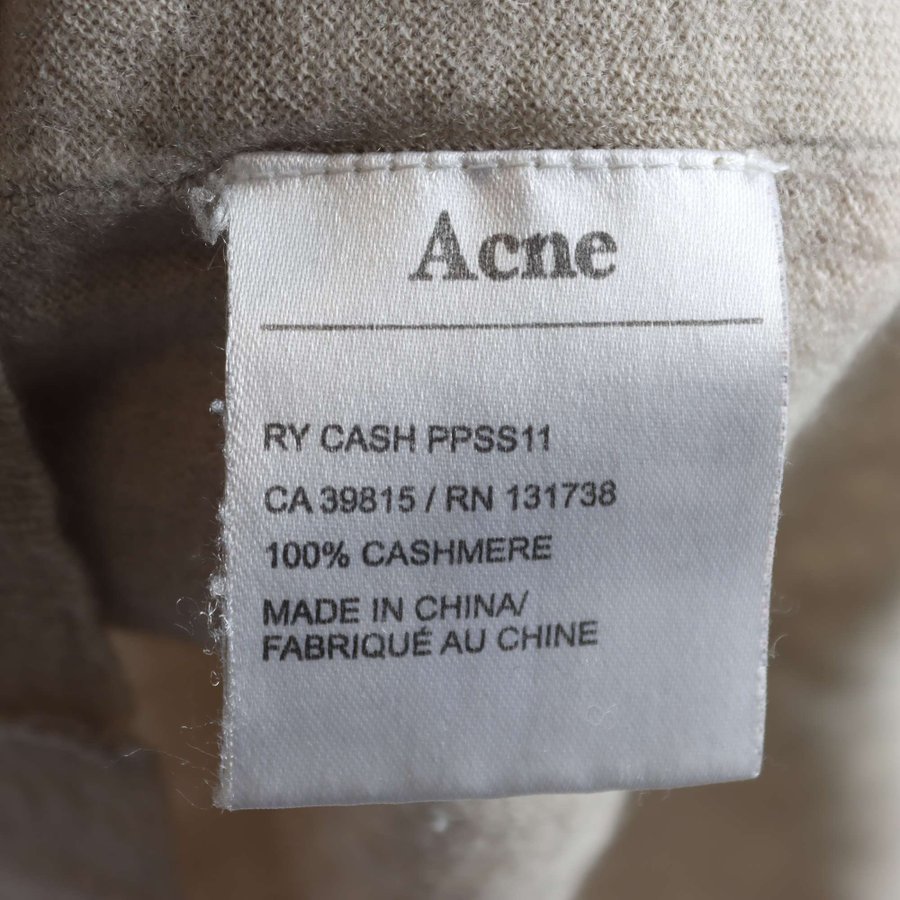 Acne
RY CASH PPSS11
CA 39815 / RN 131738
100% CASHMERE
MADE IN CHINA/
FABRIQUÉ AU CHINE